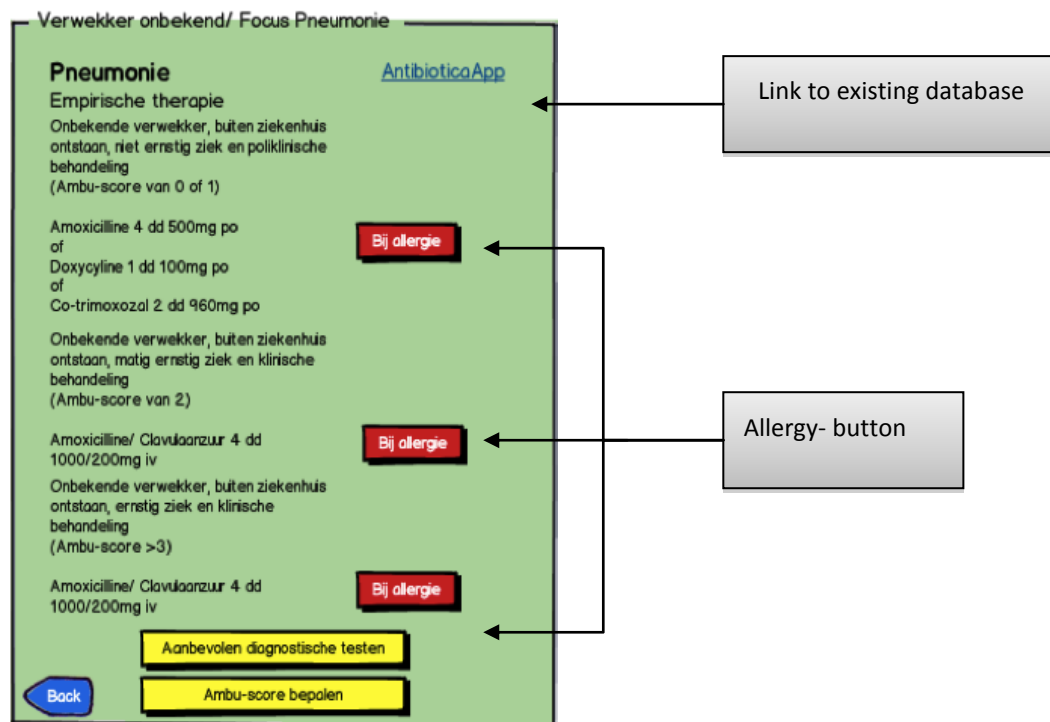 Verwekker onbekend/ Focus Pneumonie
Pneumonie
AntibioticaApp
Link to existing database
Empirische therapie
Onbekende verwekker, buiten ziekenhuis
ontstaan, niet ernstig ziek en poliklinische
behandeling
(Ambu-score van 0 of 1)
Amoxicilline 4 dd 500mg po
of
Doxycyline 1 dd 100mg po
of
Co-trimoxozal 2 dd 960mg po
Bij allergie
Onbekende verwekker, buiten ziekenhuis
ontstaan, matig ernstig ziek en klinische
behandeling
(Ambu-score van 2)
Amoxicilline/ Clavulaanzuur 4 dd
1000/200mg iv
Bij allergie
Allergy- button
Onbekende verwekker, buiten ziekenhuis
ontstaan, ernstig ziek en klinische
behandeling
(Ambu-score >3)
Amoxicilline/ Clavulaanzuur 4 dd
1000/200mg iv
Bij allergie
Aanbevolen diagnostische testen
Back
Ambu-score bepalen